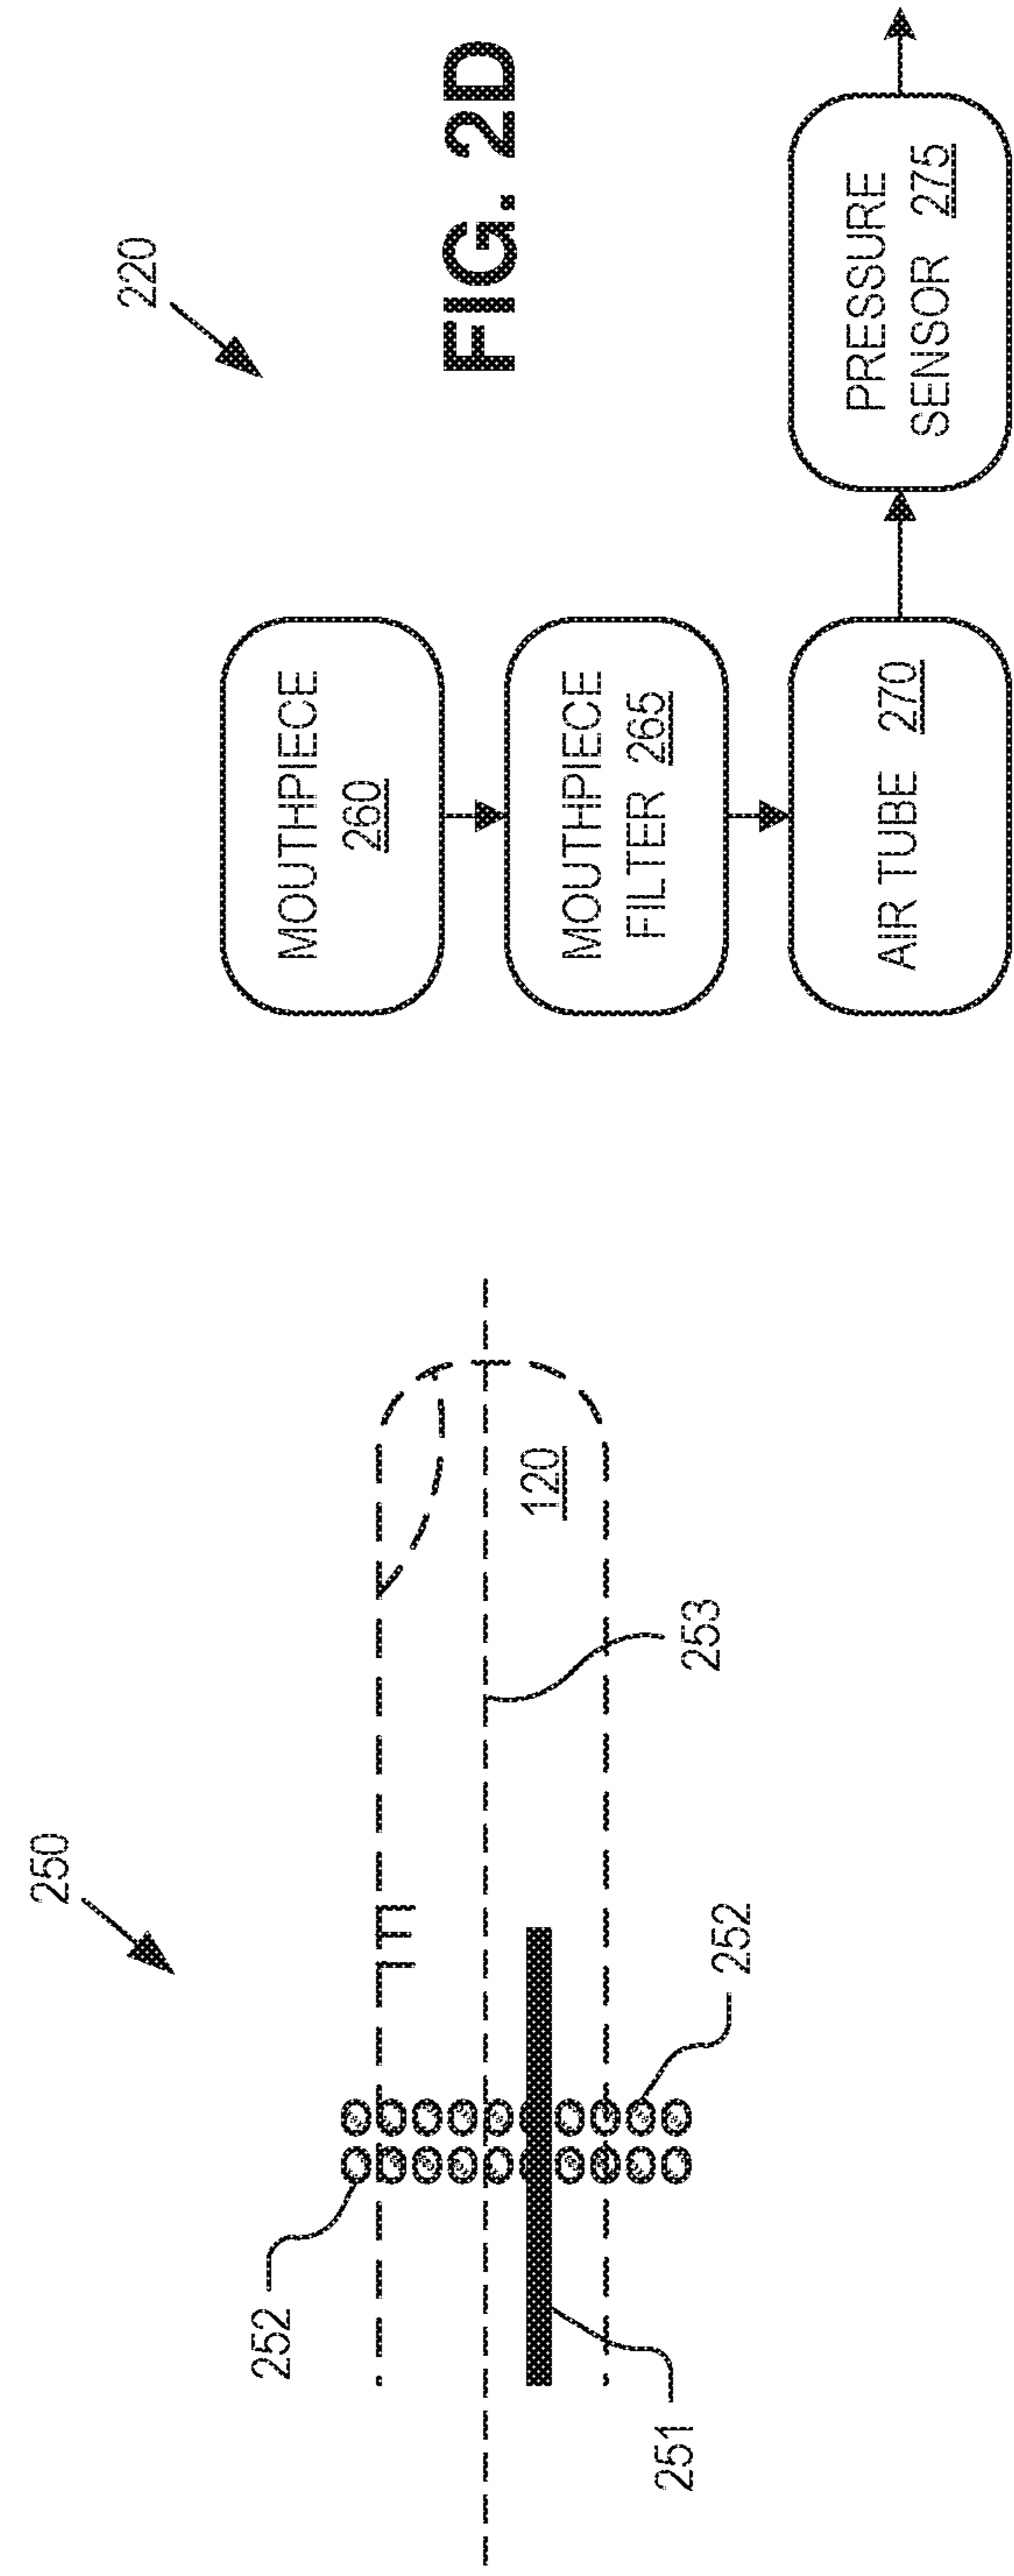 250
252
120
253
252
251
220
FIG. 2D
MOUTHPIECE
260
MOUTHPIECE
FILTER 265
AIR TUBE 270
PRESSURE
SENSOR 275